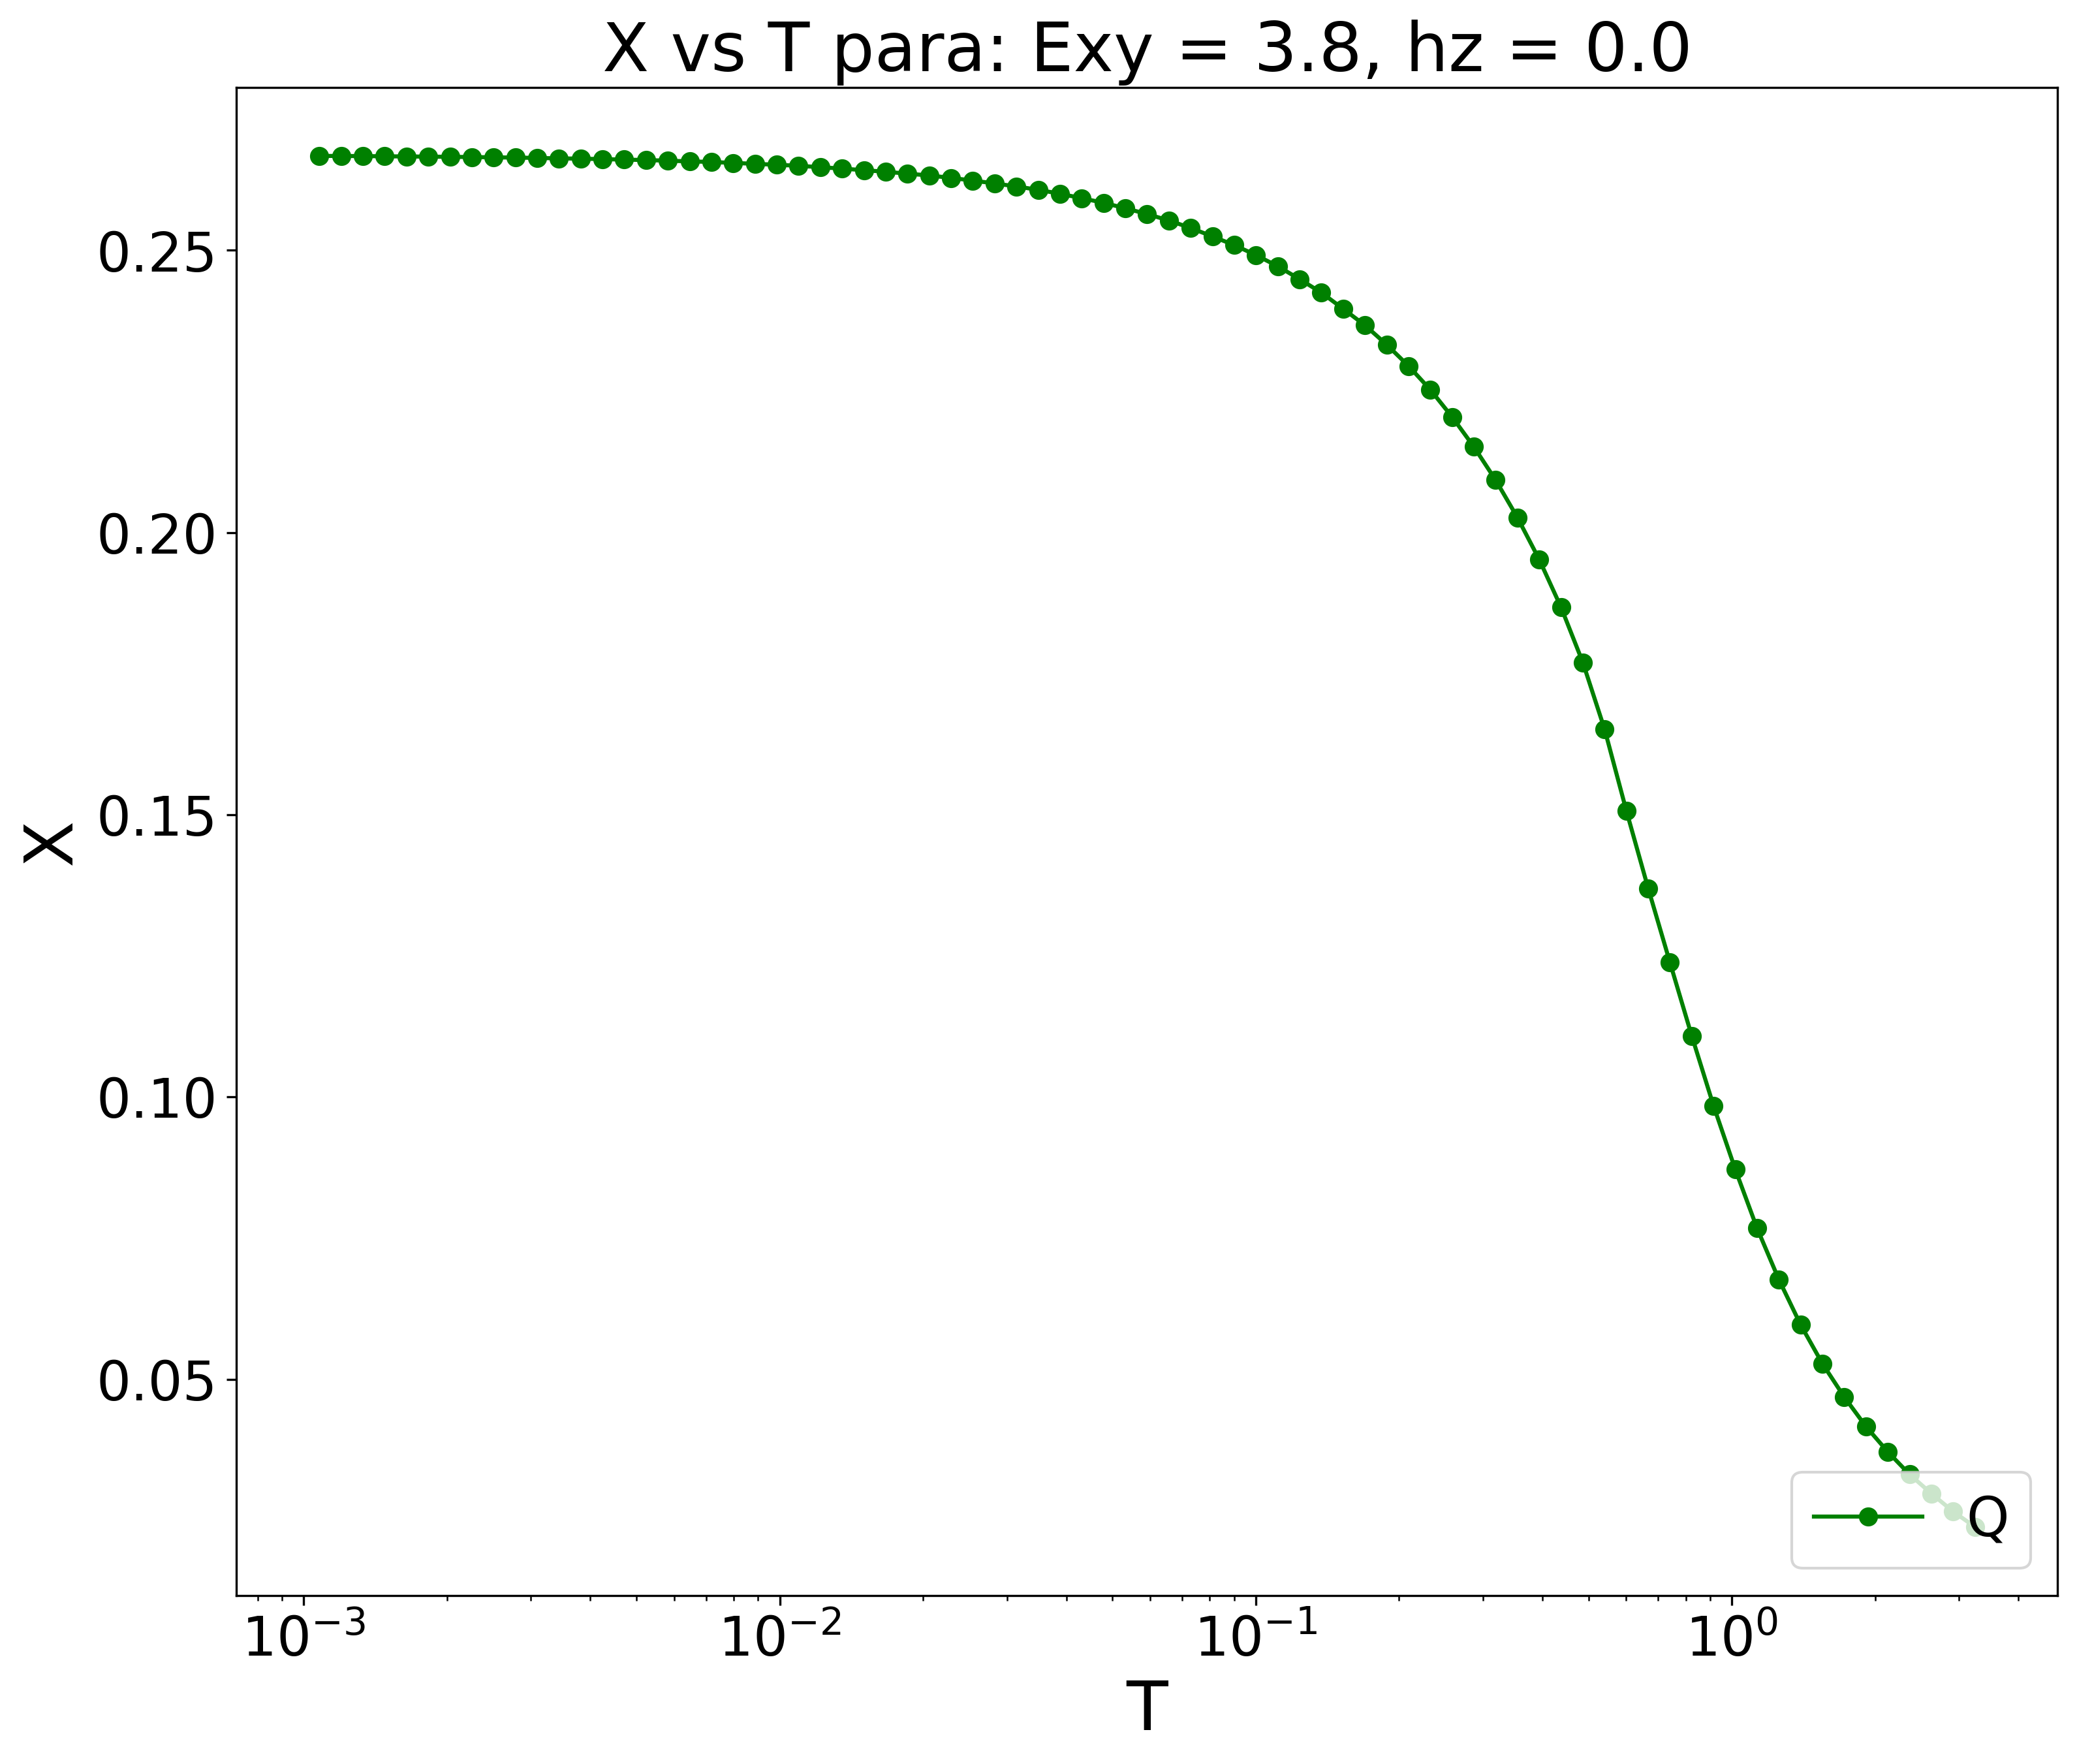 X vs T para: Exy = 3.8, hz = 0.0
X
0.25
0.20
0.15
0.10
0.05
Q
10⁻³ 10⁻² 10⁻¹ 10⁰
T